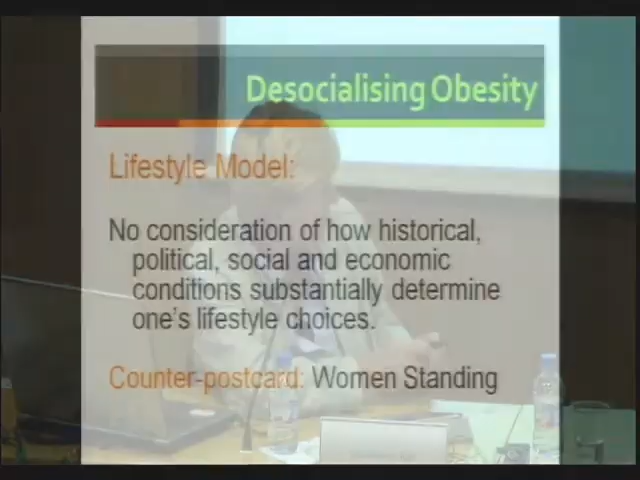 Desocialising Obesity
Lifestyle Model:
No consideration of how historical,
political, social and economic
conditions substantially determine
one's lifestyle choices.
Counter-postcard: Women Standing